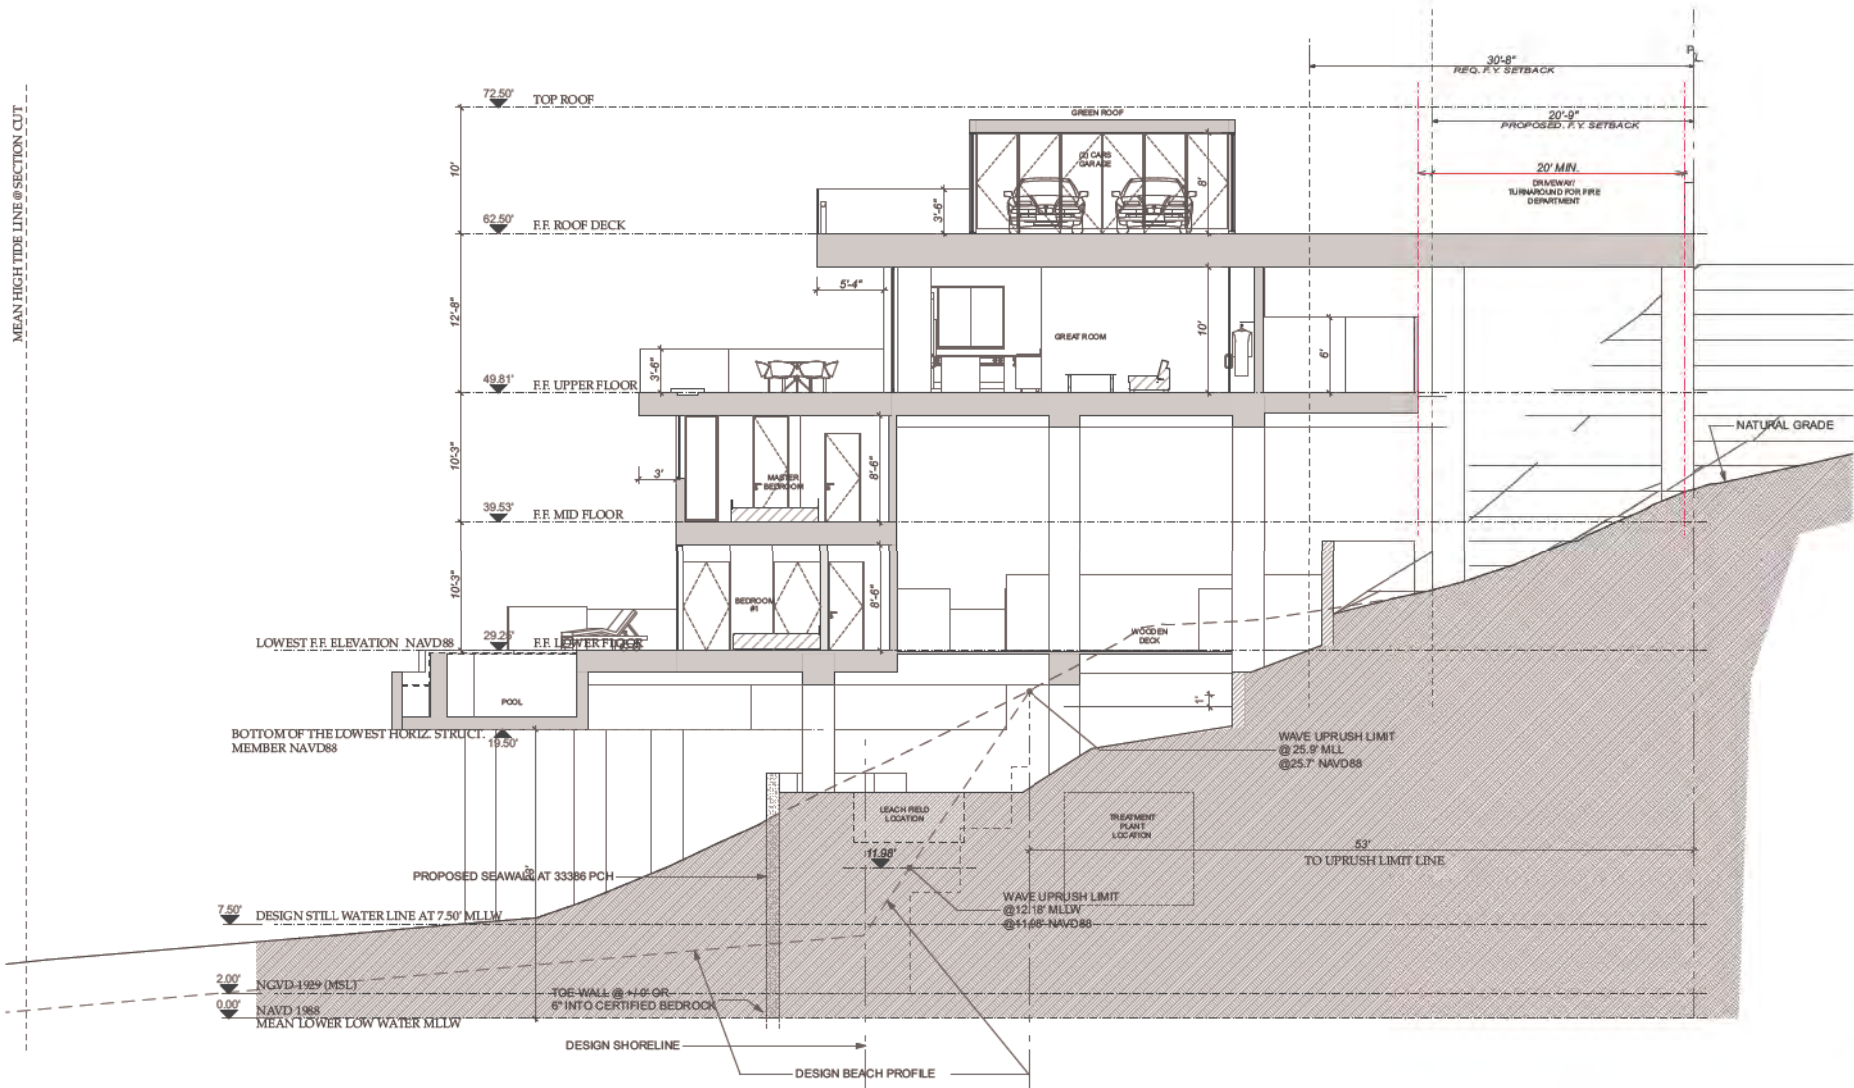 P
L
30'-8"
REQ. F.Y. SETBACK
72.50'
TOP ROOF
GREEN ROOF
20'-9"
PROPOSED. F.Y. SETBACK
MEAN HIGH TIDE LINE @ SECTION CUT
10'
(2) CARS
GARAGE
8'
20' MIN.
DRIVEWAY/
TURNAROUND FOR FIRE
DEPARTMENT
3'-6"
62.50'
F.F. ROOF DECK
5'-4"
12'-8"
GREAT ROOM
10'
6'
3'-6"
49.81'
F.F. UPPER FLOOR
NATURAL GRADE
10'-3"
3'
MASTER
BEDROOM
8'-6"
39.53'
F.F. MID FLOOR
10'-3"
BEDROOM
#1
8'-6"
WOODEN
DECK
LOWEST F.F. ELEVATION NAVD88
29.25'
F.F. LOWER FLOOR
POOL
1'
BOTTOM OF THE LOWEST HORIZ. STRUCT.
MEMBER NAVD88
19.50'
WAVE UPRUSH LIMIT
@ 25.9' MLL
@25.7' NAVD88
LEACH FIELD
LOCATION
TREATMENT
PLANT
LOCATION
11.98'
53'
TO UPRUSH LIMIT LINE
PROPOSED SEAWALL AT 33386 PCH
WAVE UPRUSH LIMIT
@12.18' MLLW
@11.98' NAVD88
7.50'
DESIGN STILL WATER LINE AT 7.50' MLLW
2.00'
NGVD 1929 (MSL)
0.00'
NAVD 1988
MEAN LOWER LOW WATER MLLW
TOE WALL @ +/-0' OR
6" INTO CERTIFIED BEDROCK
DESIGN SHORELINE
DESIGN BEACH PROFILE